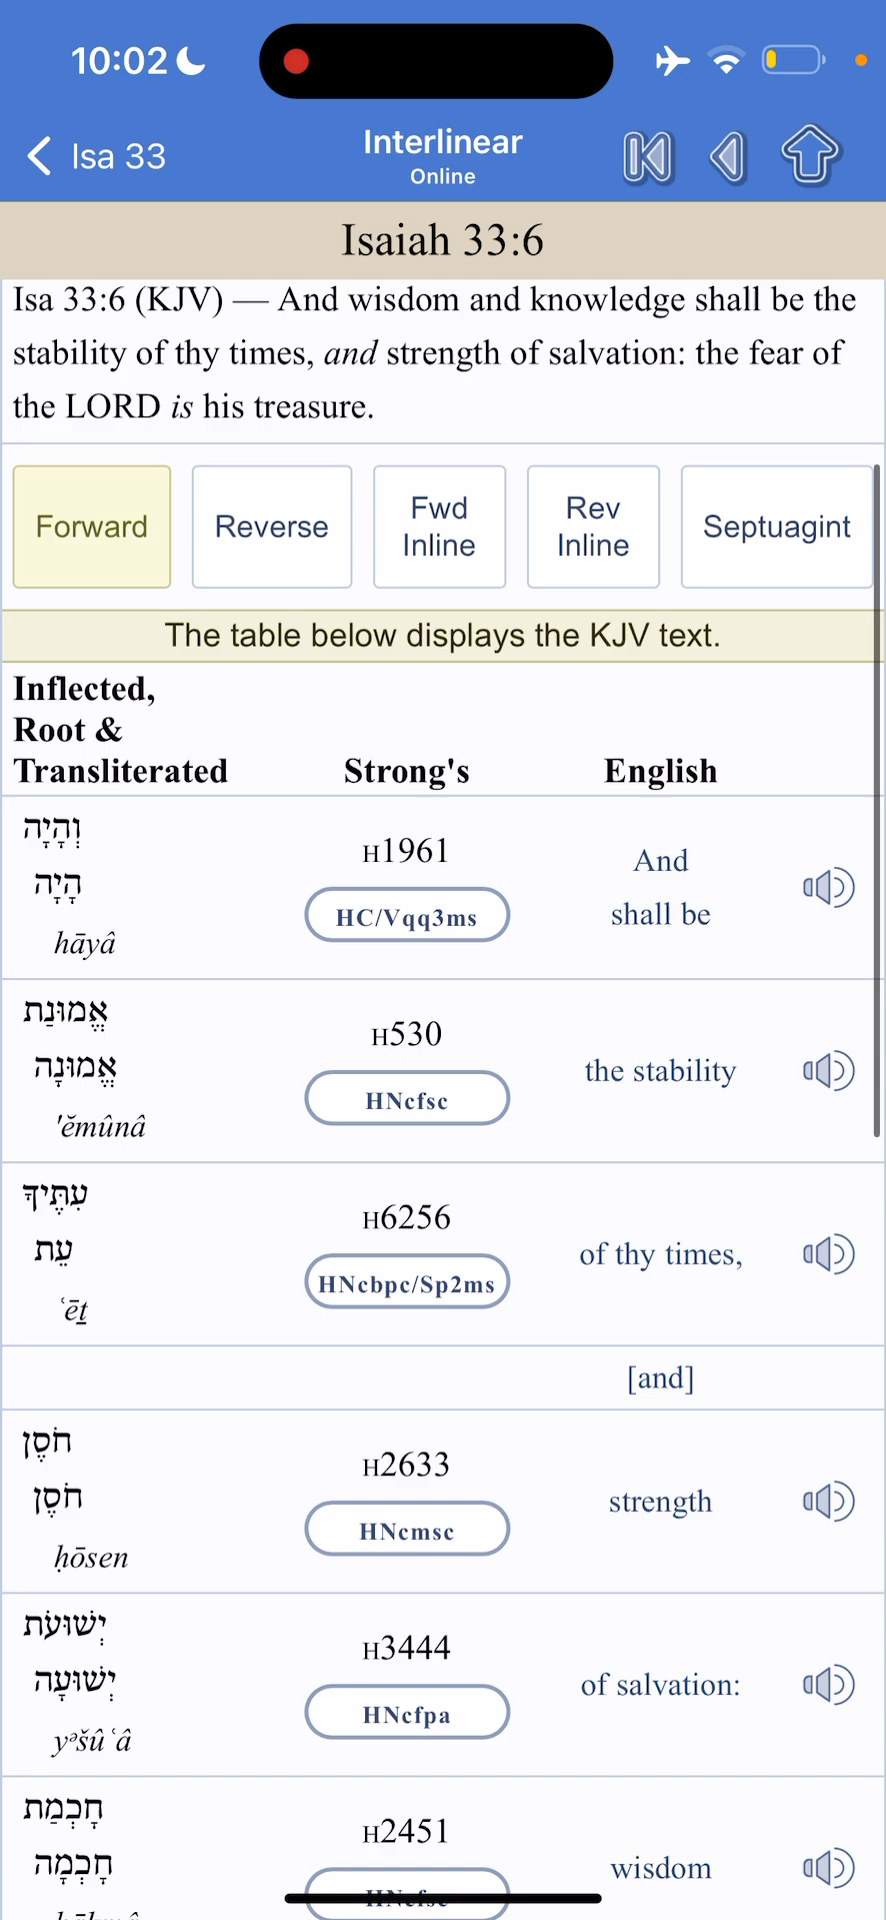 10:02
Isa 33
Interlinear
Online
Isaiah 33:6
Isa 33:6 (KJV) — And wisdom and knowledge shall be the
stability of thy times, and strength of salvation: the fear of
the LORD is his treasure.
Forward
Reverse
Fwd
Inline
Rev
Inline
Septuagint
The table below displays the KJV text.
Inflected,
Root &
Transliterated
Strong's
English
וְהָיָה
הָיָה
hāyâ
H1961
HC/Vqq3ms
And
shall be
אֱמוּנַת
אֱמוּנָה
'ĕmûnâ
H530
HNcfsc
the stability
עִתֶּיךָ
עֵת
ʿēṯ
H6256
HNcbpc/Sp2ms
of thy times,
[and]
חֹסֶן
חֹסֶן
ḥōsen
H2633
HNcmsc
strength
יְשׁוּעֹת
יְשׁוּעָה
yᵊšûʿâ
H3444
HNcfpa
of salvation:
חָכְמַת
חָכְמָה
H2451
wisdom